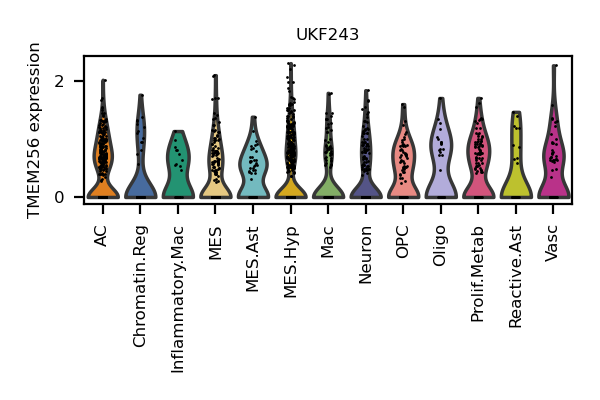 UKF243
TMEM256 expression
2
0
AC
Chromatin.Reg
Inflammatory.Mac
MES
MES.Ast
MES.Hyp
Mac
Neuron
OPC
Oligo
Prolif.Metab
Reactive.Ast
Vasc